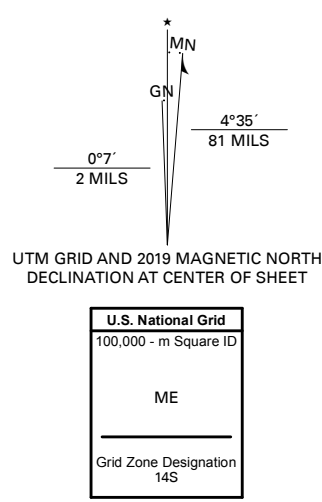 ★
MN
GN
4°35´
81 MILS
0°7´
2 MILS
UTM GRID AND 2019 MAGNETIC NORTH
DECLINATION AT CENTER OF SHEET
U.S. National Grid
100,000 - m Square ID
ME
Grid Zone Designation
14S